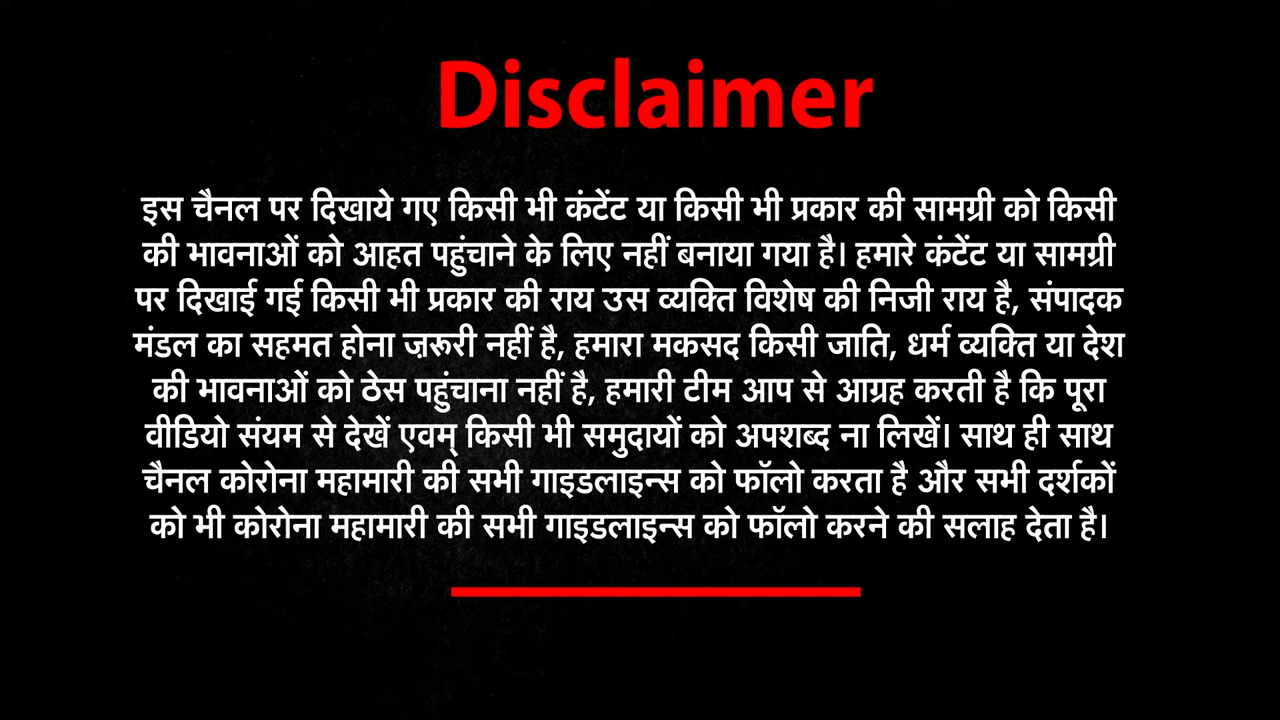 Disclaimer
इस चैनल पर दिखाये गए किसी भी कंटेंट या किसी भी प्रकार की सामग्री को किसी
की भावनाओं को आहत पहुंचाने के लिए नहीं बनाया गया है। हमारे कंटेंट या सामग्री
पर दिखाई गई किसी भी प्रकार की राय उस व्यक्ति विशेष की निजी राय है, संपादक
मंडल का सहमत होना ज़रूरी नहीं है, हमारा मकसद किसी जाति, धर्म व्यक्ति या देश
की भावनाओं को ठेस पहुंचाना नहीं है, हमारी टीम आप से आग्रह करती है कि पूरा
वीडियो संयम से देखें एवम् किसी भी समुदायों को अपशब्द ना लिखें। साथ ही साथ
चैनल कोरोना महामारी की सभी गाइडलाइन्स को फॉलो करता है और सभी दर्शकों
को भी कोरोना महामारी की सभी गाइडलाइन्स को फॉलो करने की सलाह देता है।